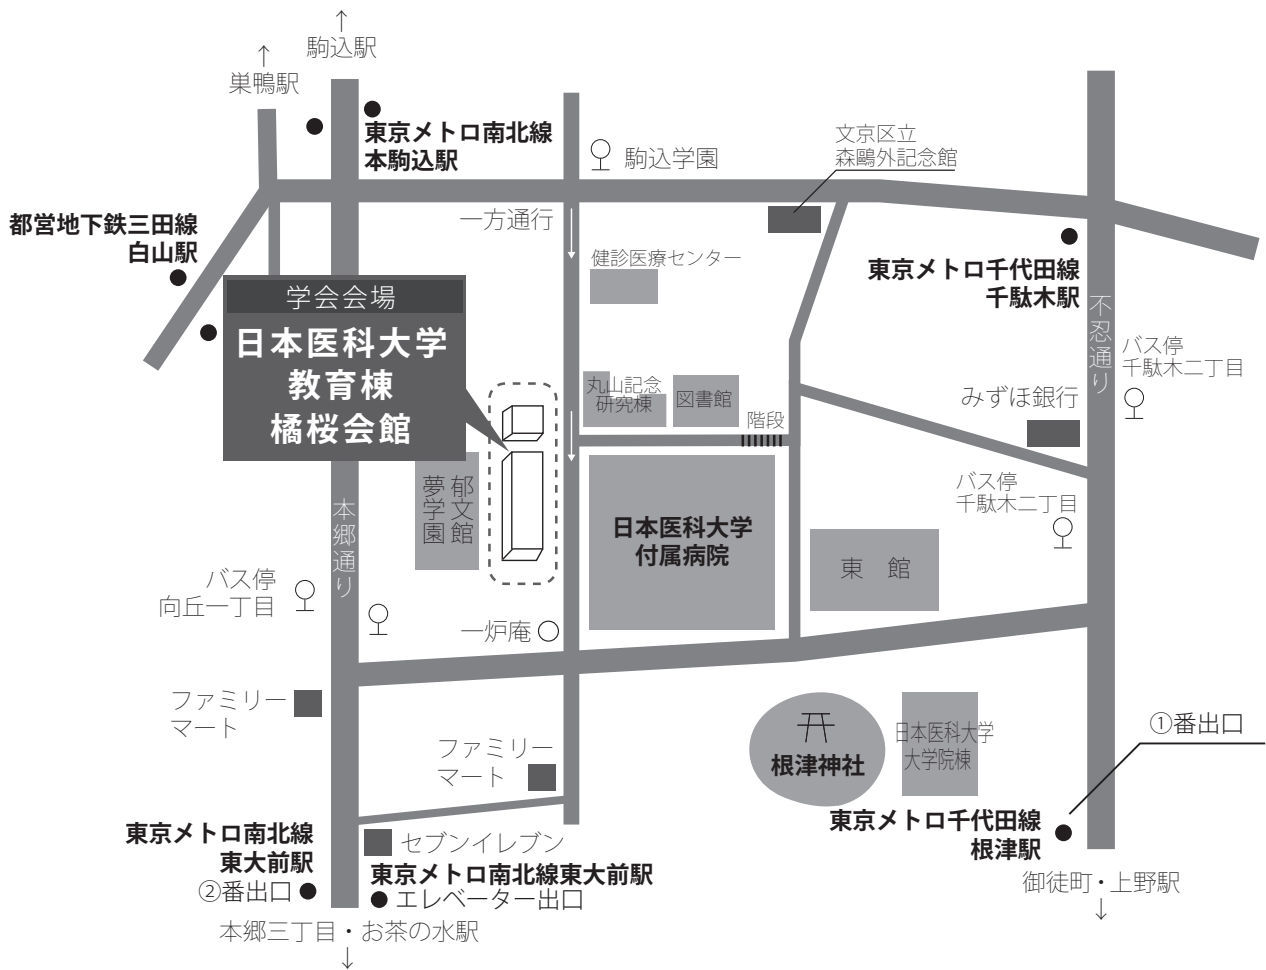 ↑
駒込駅
↑
巣鴨駅
東京メトロ南北線
本駒込駅
駒込学園
文京区立
森鷗外記念館
都営地下鉄三田線
白山駅
一方通行
健診医療センター
東京メトロ千代田線
千駄木駅
学会会場
日本医科大学
教育棟
橘桜会館
不忍通り
バス停
千駄木二丁目
丸山記念
研究棟
図書館
階段
みずほ銀行
郁文館
夢学園
バス停
千駄木二丁目
本郷通り
日本医科大学
付属病院
東 館
バス停
向丘一丁目
一炉庵
ファミリー
マート
ファミリー
マート
根津神社
日本医科大学
大学院棟
①番出口
東京メトロ南北線
東大前駅
②番出口
セブンイレブン
東京メトロ南北線東大前駅
エレベーター出口
東京メトロ千代田線
根津駅
御徒町・上野駅
↓
本郷三丁目・お茶の水駅
↓